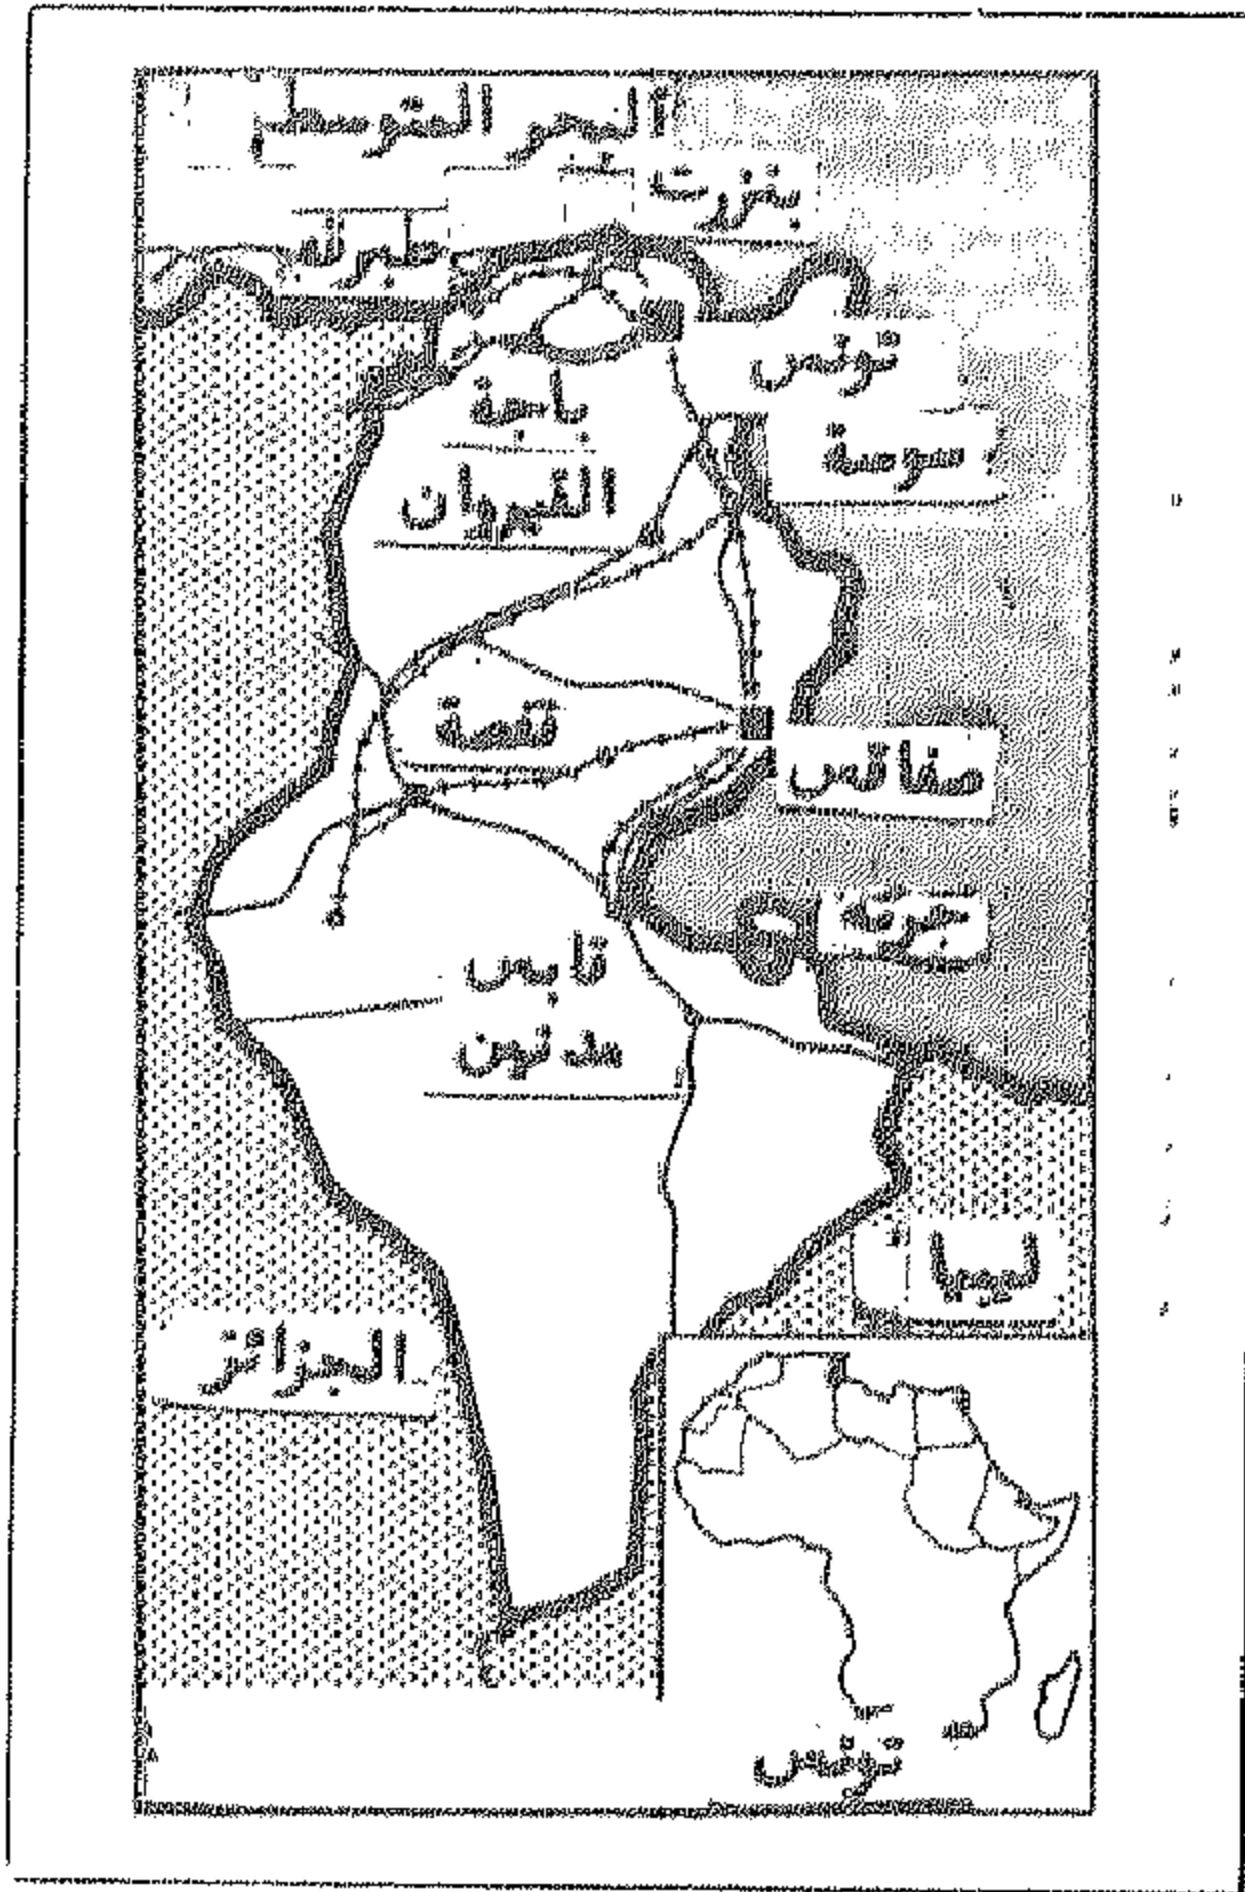 البحر المتوسط
بنزرت
طبرقة
تونس
باجة
سوسة
القيروان
قفصة
صفاقس
جربة
قابس
مدنين
ليبيا
الجزائر
تونس